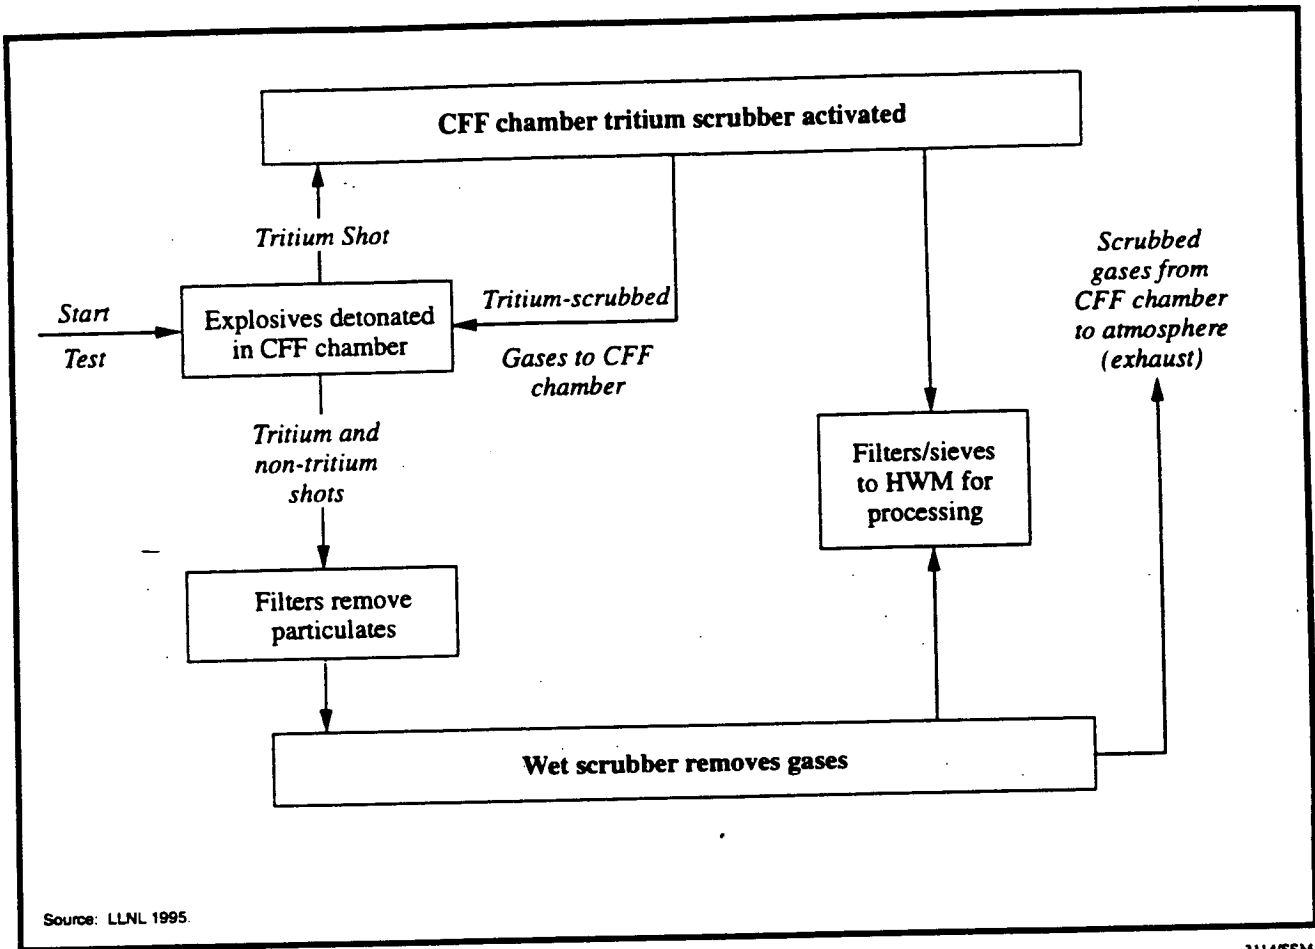 CFF chamber tritium scrubber activated
Tritium Shot
Scrubbed
gases from
CFF chamber
to atmosphere
(exhaust)
Start
Test
Explosives detonated
in CFF chamber
Tritium-scrubbed
Gases to CFF
chamber
Tritium and
non-tritium
shots
Filters/sieves
to HWM for
processing
Filters remove
particulates
Wet scrubber removes gases
Source: LLNL 1995.